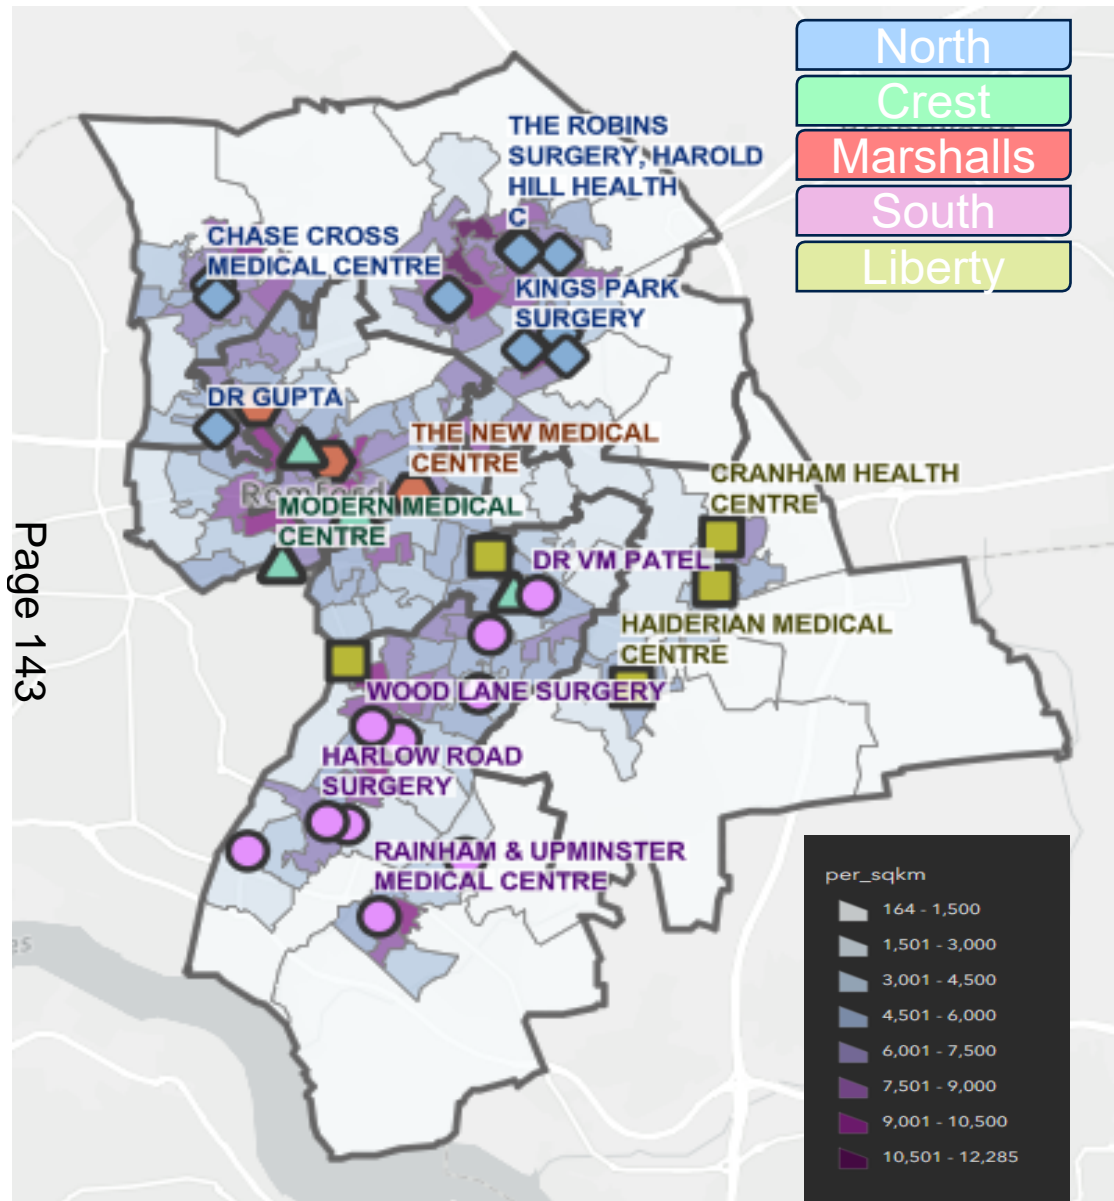 North
Crest
Marshalls
South
Liberty
THE ROBINS
SURGERY, HAROLD
HILL HEALTH
C
CHASE CROSS
MEDICAL CENTRE
KINGS PARK
SURGERY
DR GUPTA
THE NEW MEDICAL
CENTRE
CRANHAM HEALTH
CENTRE
Romford
MODERN MEDICAL
CENTRE
DR VM PATEL
HAIDERIAN MEDICAL
CENTRE
WOOD LANE SURGERY
HARLOW ROAD
SURGERY
RAINHAM & UPMINSTER
MEDICAL CENTRE
Page 143
per_sqkm
164 - 1,500
1,501 - 3,000
3,001 - 4,500
4,501 - 6,000
6,001 - 7,500
7,501 - 9,000
9,001 - 10,500
10,501 - 12,285